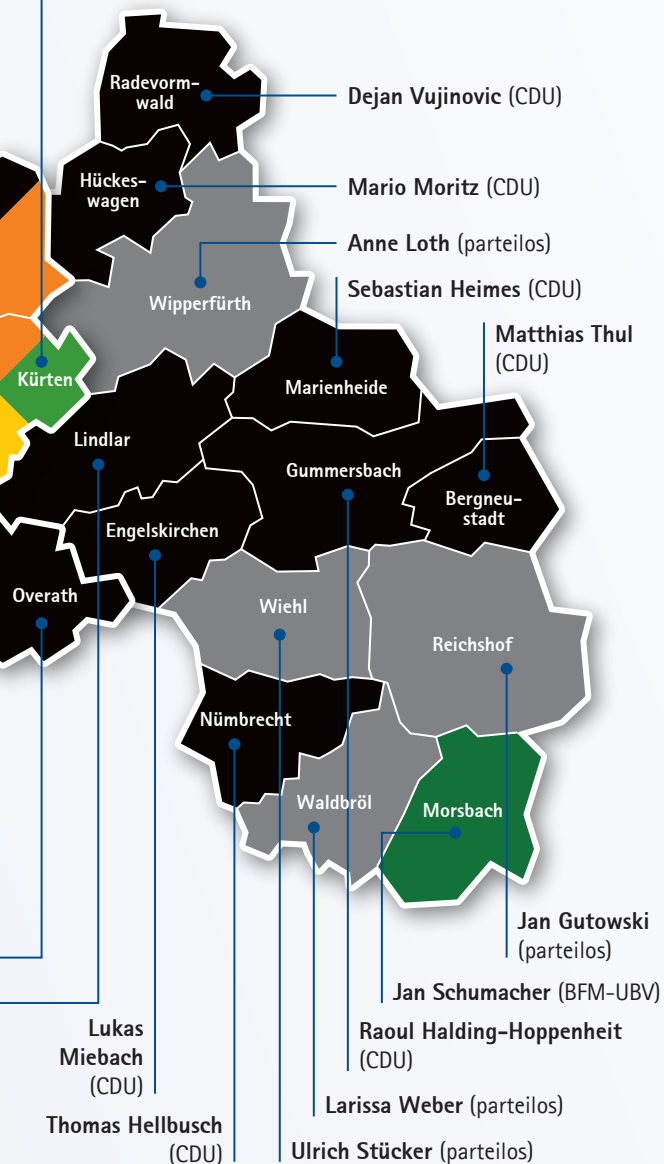 Radevorm-
wald
Dejan Vujinovic (CDU)
Hückes-
wagen
Mario Moritz (CDU)
Anne Loth (parteilos)
Wipperfürth
Sebastian Heimes (CDU)
Matthias Thul
(CDU)
Kürten
Marienheide
Lindlar
Gummersbach
Bergneu-
stadt
Engelskirchen
Overath
Wiehl
Reichshof
Nümbrecht
Waldbröl
Morsbach
Jan Gutowski
(parteilos)
Jan Schumacher (BFM-UBV)
Lukas
Miebach
(CDU)
Raoul Halding-Hoppenheit
(CDU)
Larissa Weber (parteilos)
Thomas Hellbusch
(CDU)
Ulrich Stücker (parteilos)